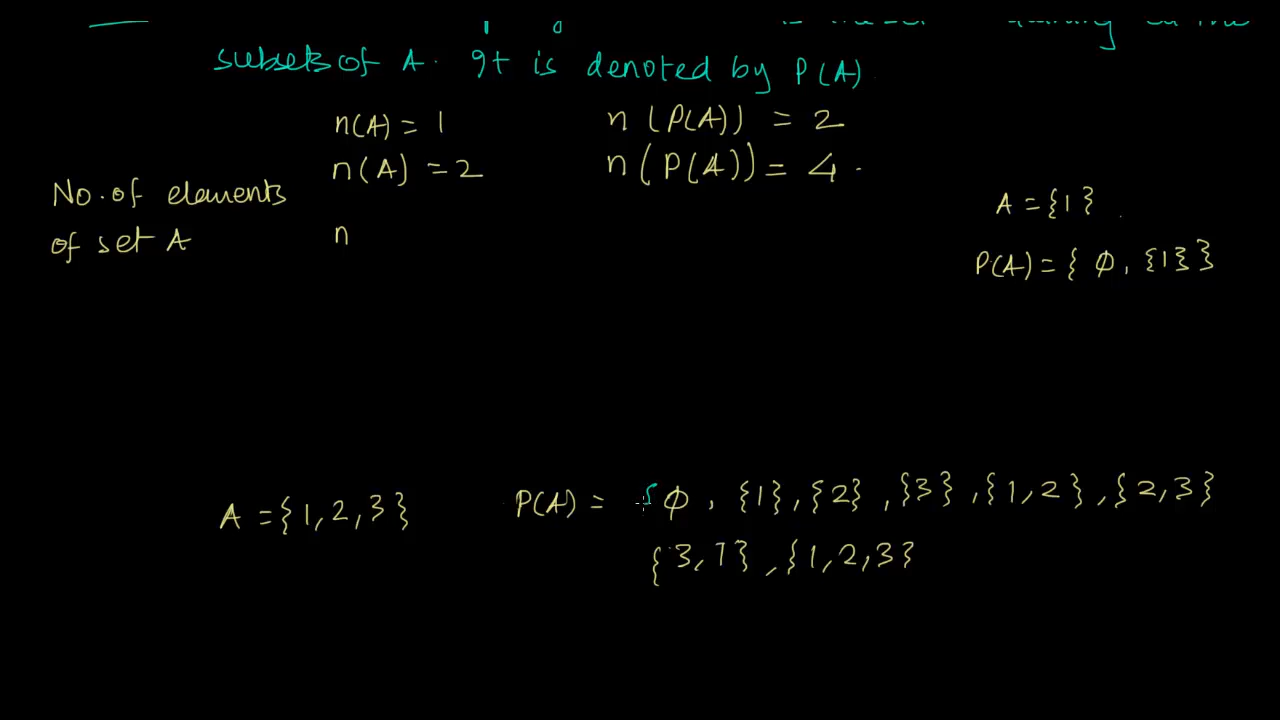 subsets of A. It is denoted by P(A)
n(A) = 1 n(P(A)) = 2
n(A) = 2 n(P(A)) = 4.
No. of elements
of set A n
A = {1}
P(A) = { φ, {1} }
A = {1, 2, 3} P(A) = { φ, {1}, {2}, {3}, {1, 2}, {2, 3}
{3, 1}, {1, 2, 3}